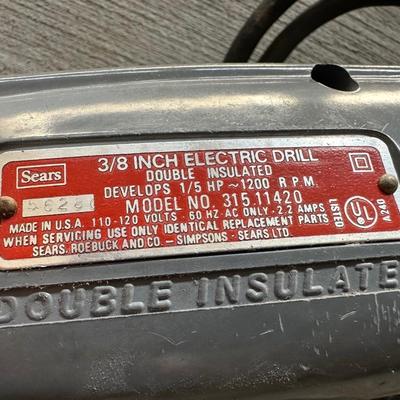 Sears
3/8 INCH ELECTRIC DRILL
DOUBLE INSULATED
DEVELOPS 1/5 HP ~ 1200 R.P.M.
MODEL NO. 315.11420
MADE IN U.S.A. 110-120 VOLTS - 60 HZ-AC ONLY - 2.2 AMPS
WHEN SERVICING USE ONLY IDENTICAL REPLACEMENT PARTS
SEARS, ROEBUCK AND CO. - SIMPSONS - SEARS LTD.
LISTED
UL
A260
DOUBLE INSULATE